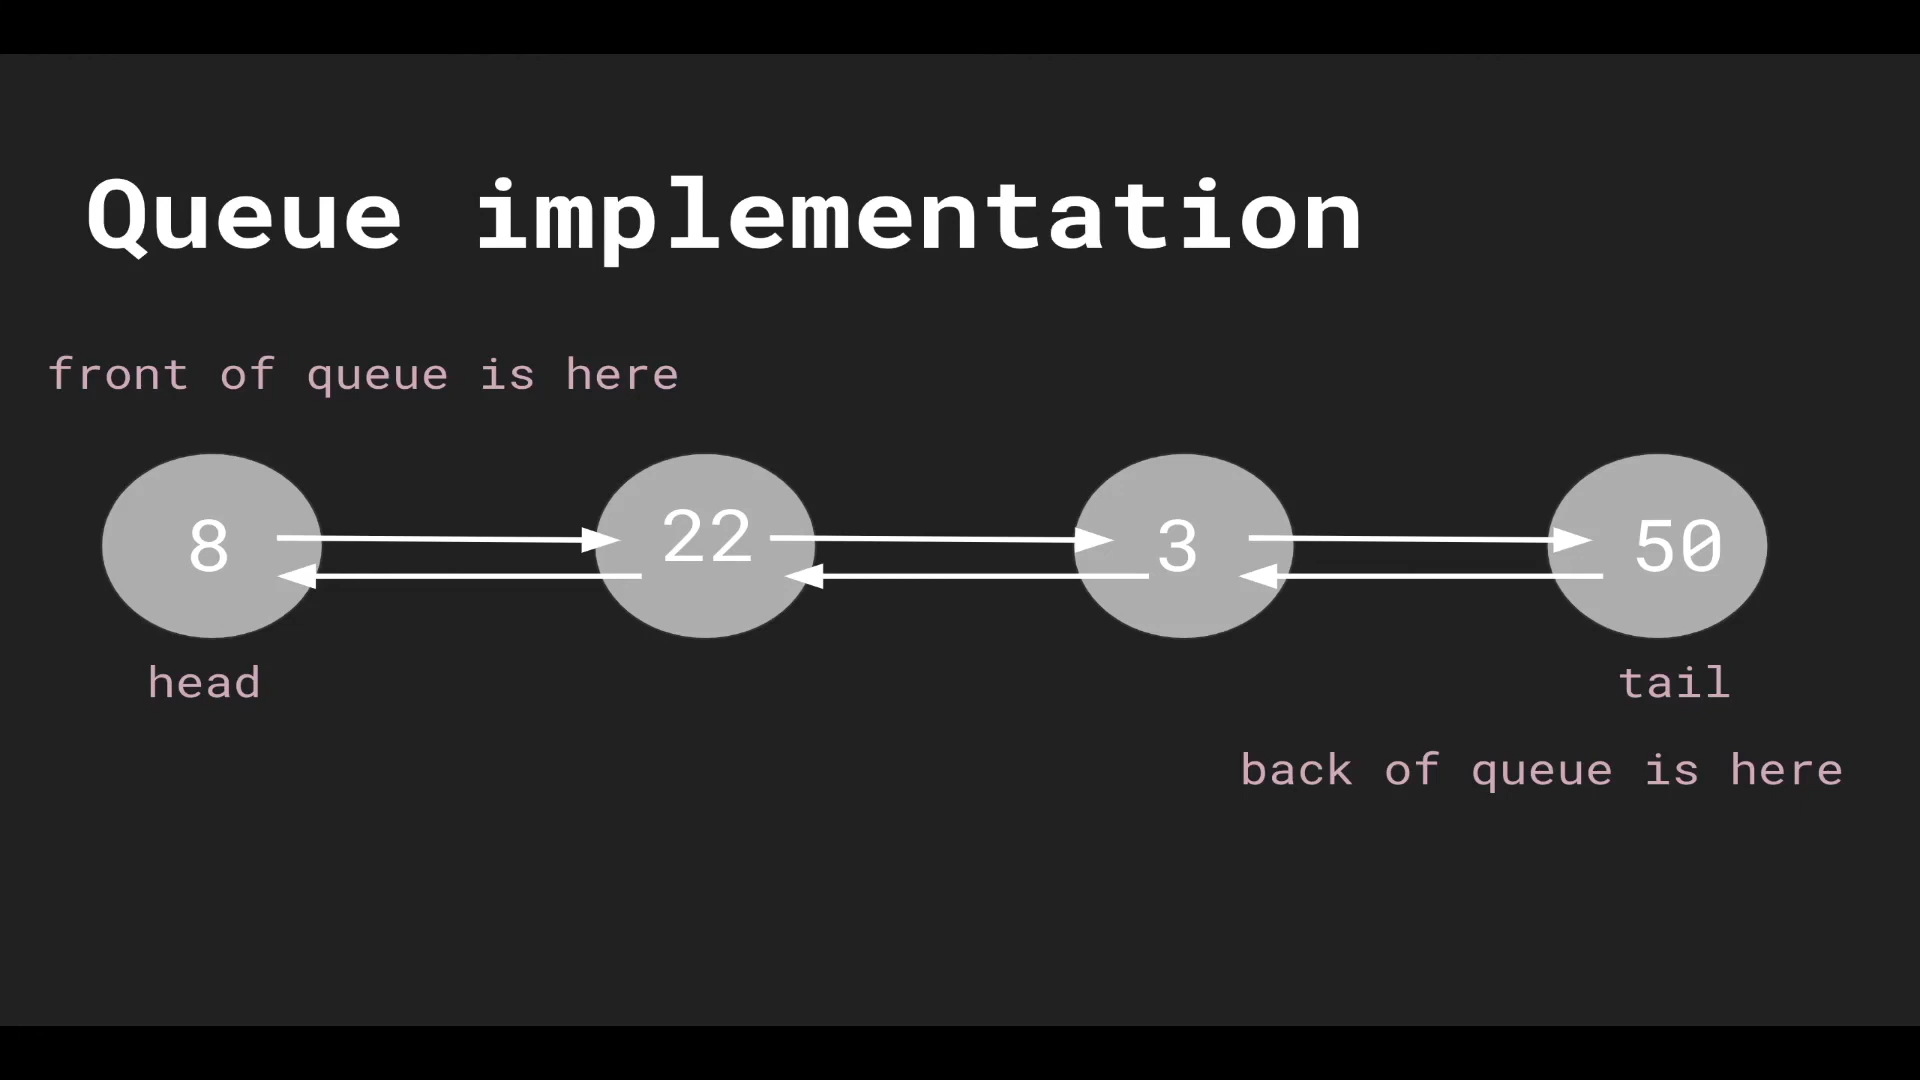 Queue implementation
front of queue is here
8 22 3 50
head tail
back of queue is here